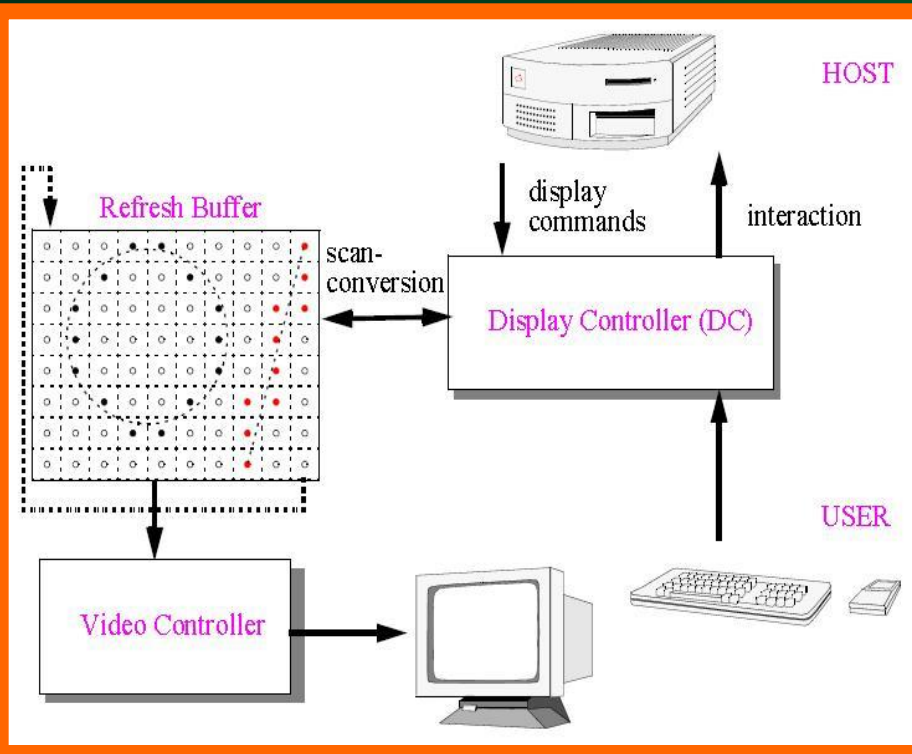 HOST
display
commands
interaction
Refresh Buffer
scan-
conversion
Display Controller (DC)
USER
Video Controller